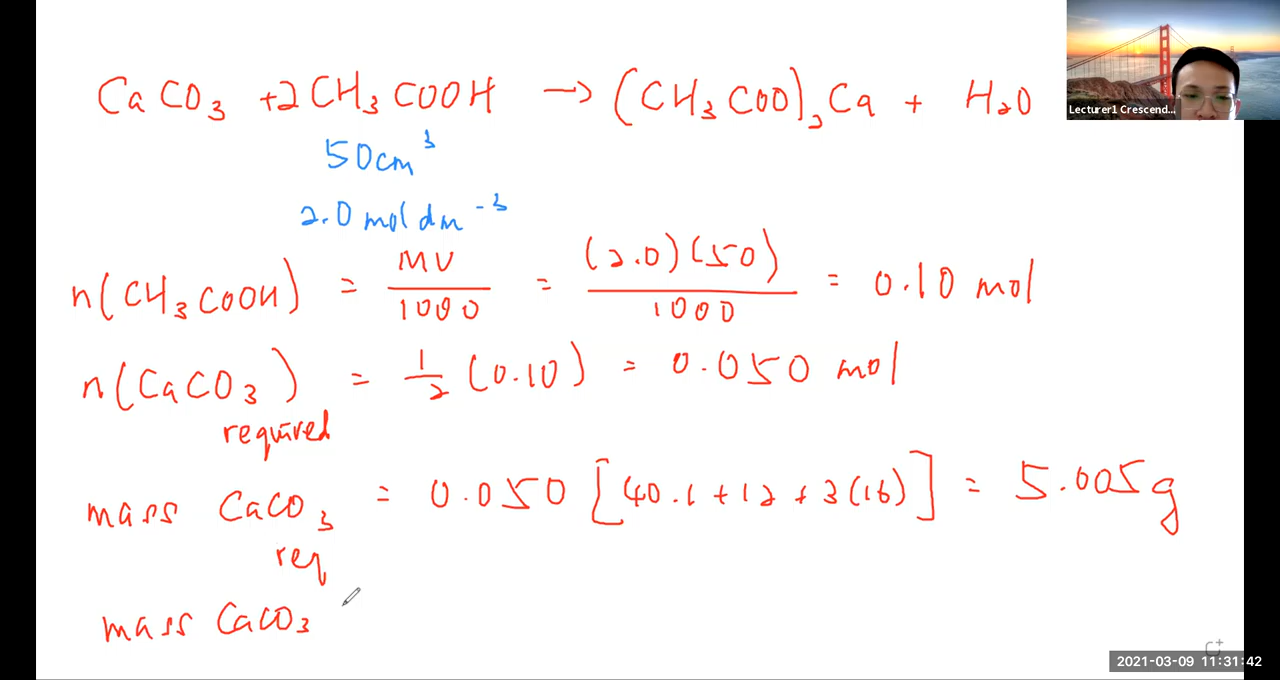 CaCO₃ + 2CH₃COOH → (CH₃COO)₂Ca + H₂O
Lecturer1 Crescend...
50cm³
2.0 mol dm⁻³
n(CH₃COOH) = MV/1000 = (2.0)(50)/1000 = 0.10 mol
n(CaCO₃) = 1/2 (0.10) = 0.050 mol
required
mass CaCO₃ = 0.050 [40.1 + 12 + 3(16)] = 5.005g
req
mass CaCO₃
2021-03-09 11:31:42